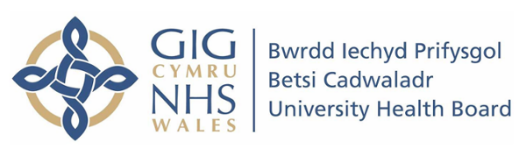 GIG
CYMRU
NHS
WALES
Bwrdd Iechyd Prifysgol
Betsi Cadwaladr
University Health Board